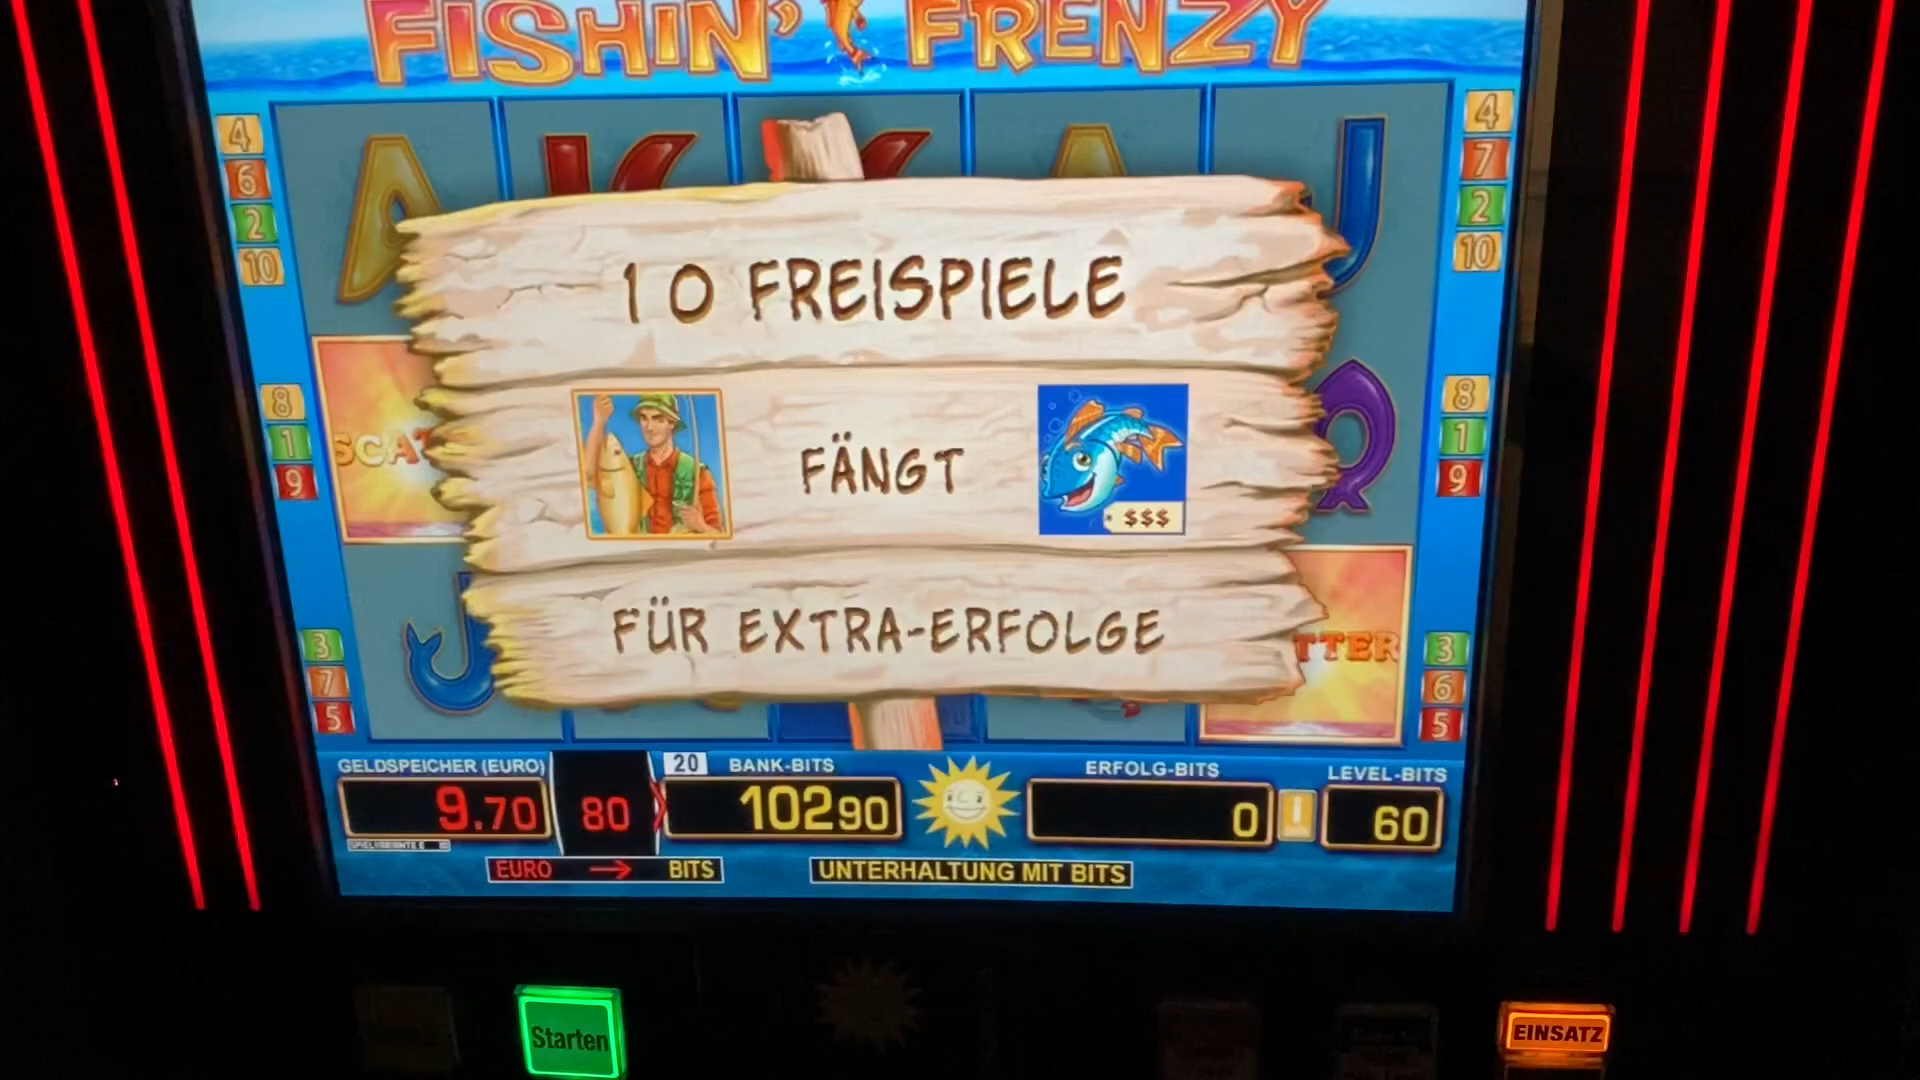 FISHIN' FRENZY
4
6
2
10
8
1
9
3
7
5
A K K A J
10 FREISPIELE
FÄNGT
$$$
FÜR EXTRA-ERFOLGE
4
7
2
10
8
1
9
3
6
5
GELDSPEICHER (EURO)
20 BANK-BITS
ERFOLG-BITS
LEVEL-BITS
9.70
80
10290
0
60
EURO → BITS
UNTERHALTUNG MIT BITS
Starten
EINSATZ